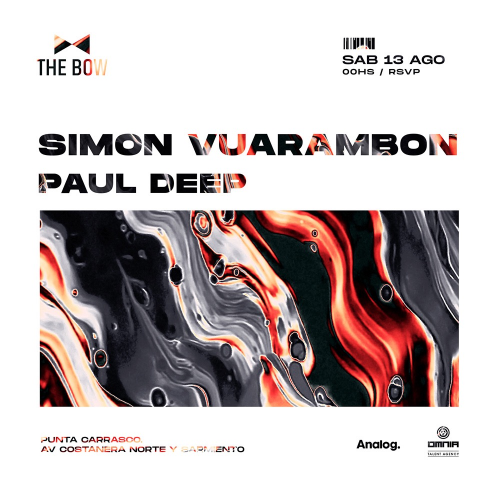 THE BOW
SAB 13 AGO
00HS / RSVP
SIMON VUARAMBON
PAUL DEEP
PUNTA CARRASCO.
AV COSTANERA NORTE Y SARMIENTO
Analog.
OMNIA
TALENT AGENCY